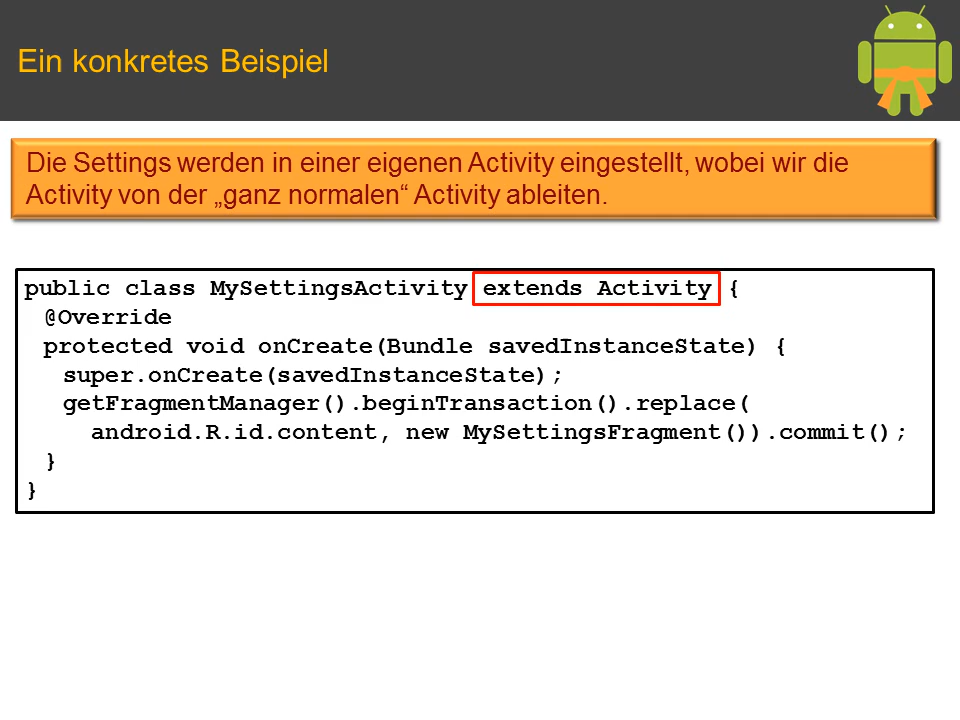 Ein konkretes Beispiel
Die Settings werden in einer eigenen Activity eingestellt, wobei wir die
Activity von der „ganz normalen“ Activity ableiten.
public class MySettingsActivity extends Activity {
@Override
protected void onCreate(Bundle savedInstanceState) {
super.onCreate(savedInstanceState);
getFragmentManager().beginTransaction().replace(
android.R.id.content, new MySettingsFragment()).commit();
}
}